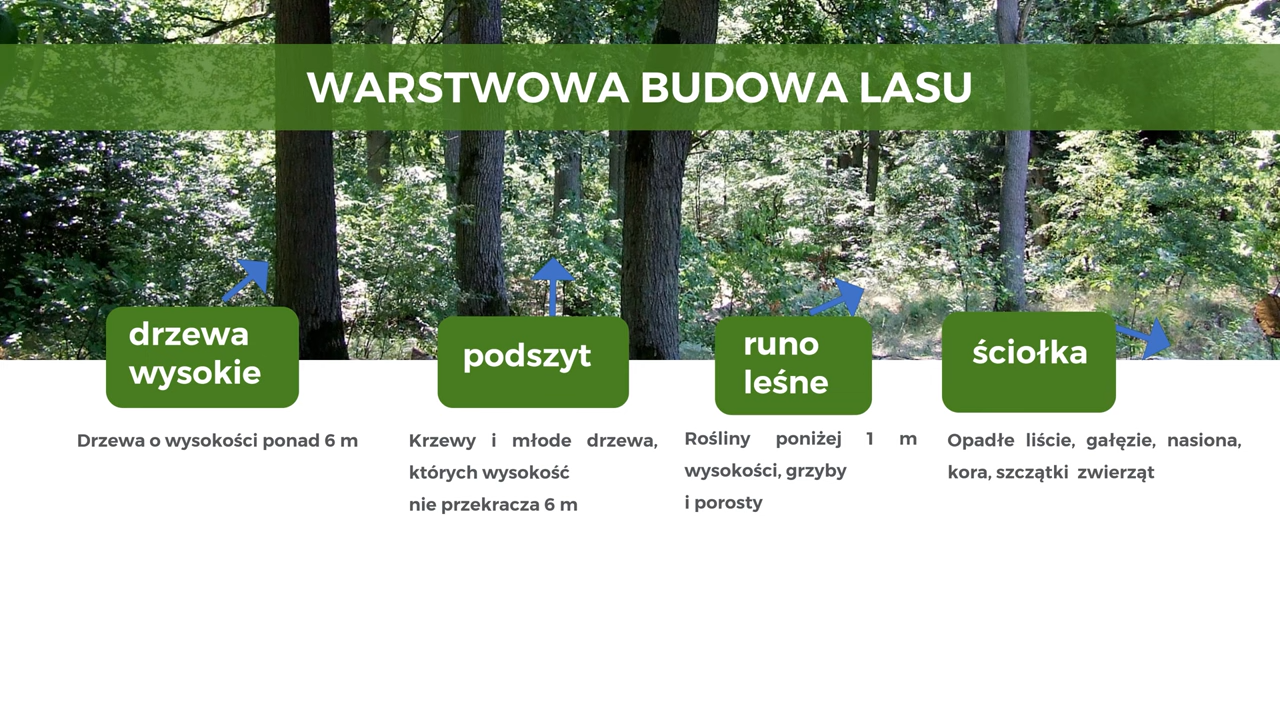 WARSTWOWA BUDOWA LASU
drzewa
wysokie
Drzewa o wysokości ponad 6 m
podszyt
Krzewy i młode drzewa,
których wysokość
nie przekracza 6 m
runo
leśne
Rośliny poniżej 1 m
wysokości, grzyby
i porosty
ściołka
Opadłe liście, gałęzie, nasiona,
kora, szczątki zwierząt